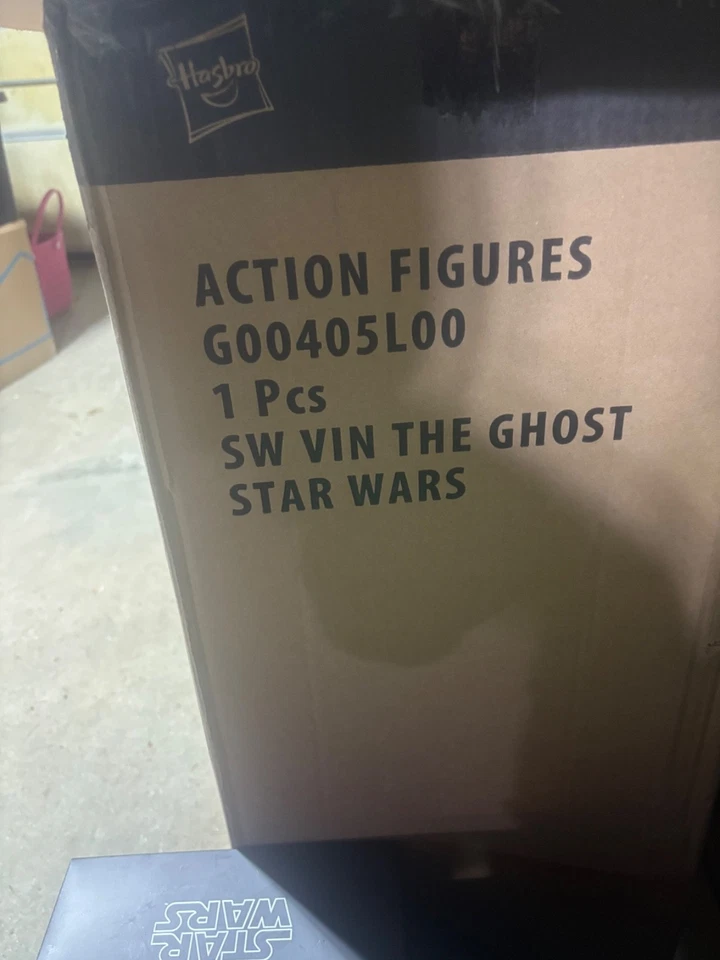 Hasbro
ACTION FIGURES
G00405L00
1 Pcs
SW VIN THE GHOST
STAR WARS
STAR
WARS